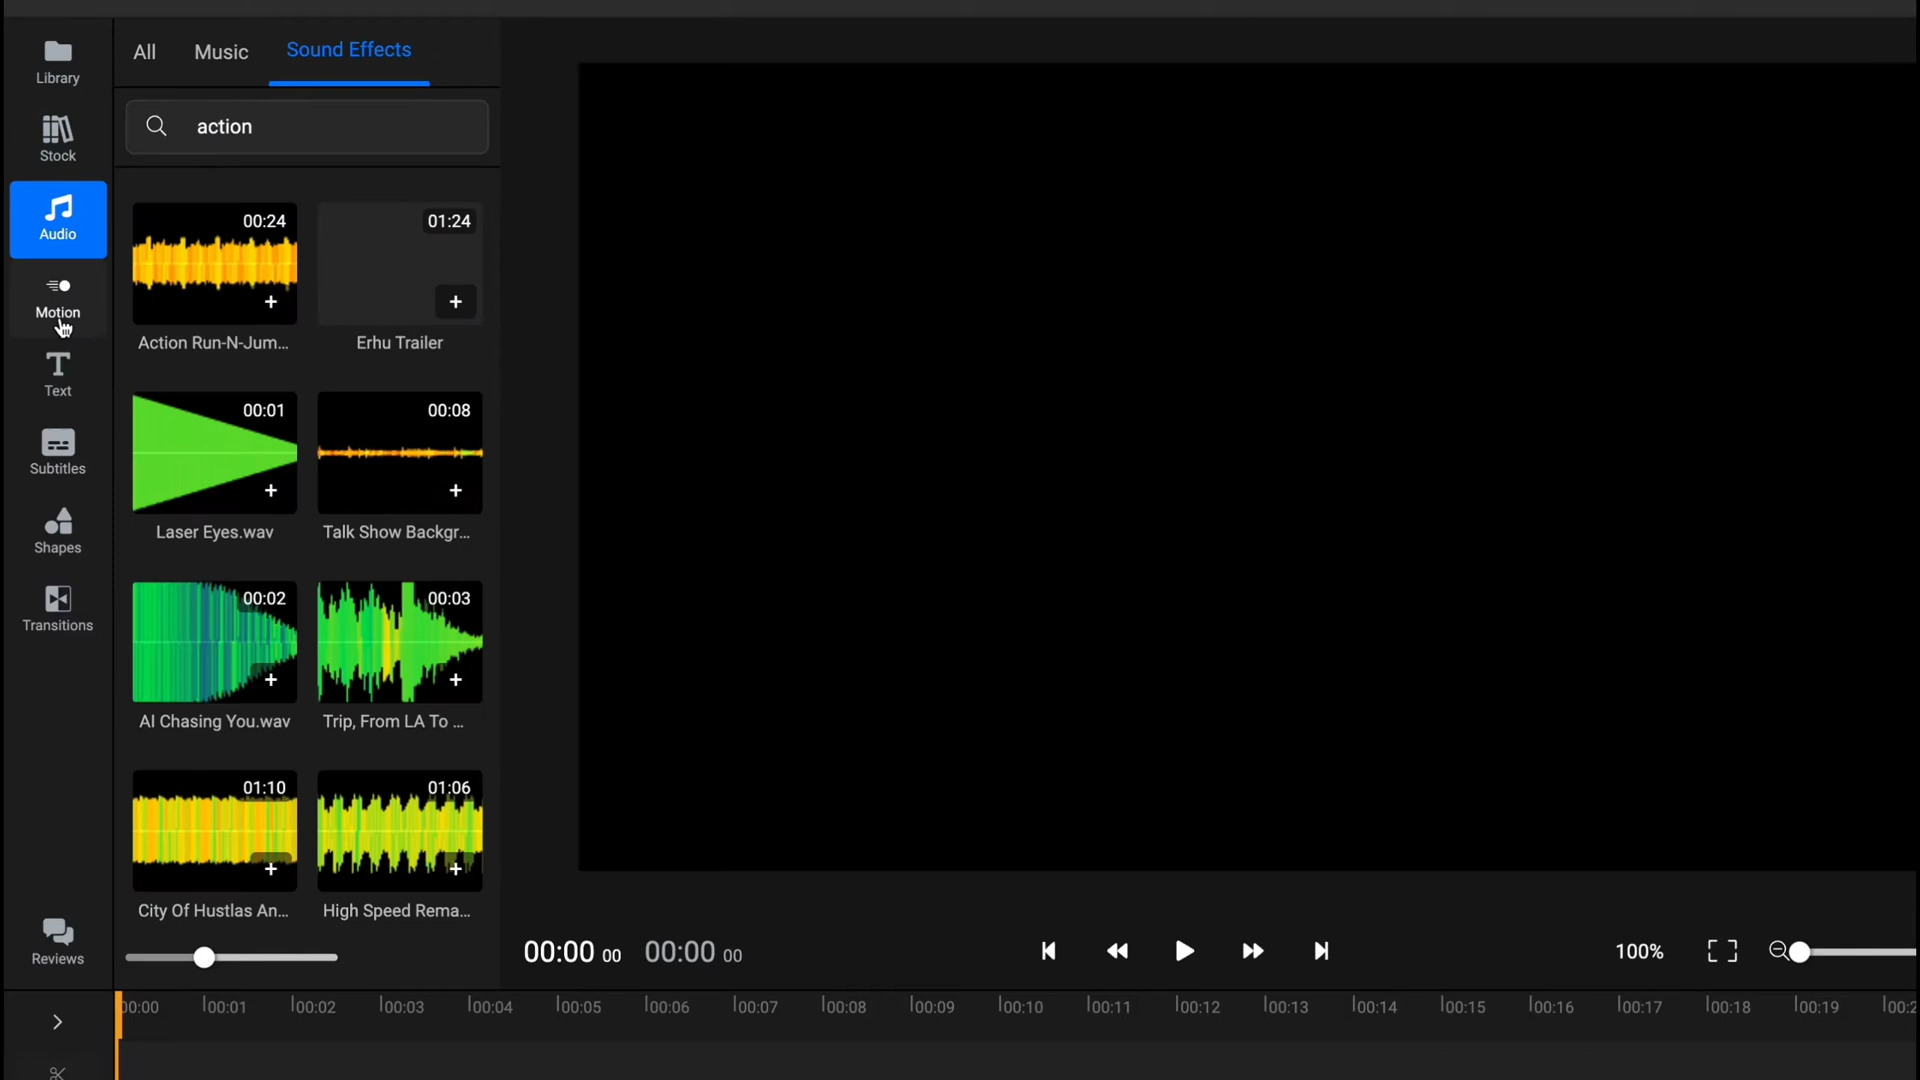 Library
Stock
Audio
Motion
Text
Subtitles
Shapes
Transitions
Reviews
All Music Sound Effects
action
00:24 01:24
Action Run-N-Jum... Erhu Trailer
00:01 00:08
Laser Eyes.wav Talk Show Backgr...
00:02 00:03
AI Chasing You.wav Trip, From LA To ...
01:10 01:06
City Of Hustlas An... High Speed Rema...
00:00 00 00:00 00 100%
00:00 00:01 00:02 00:03 00:04 00:05 00:06 00:07 00:08 00:09 00:10 00:11 00:12 00:13 00:14 00:15 00:16 00:17 00:18 00:19 00:2